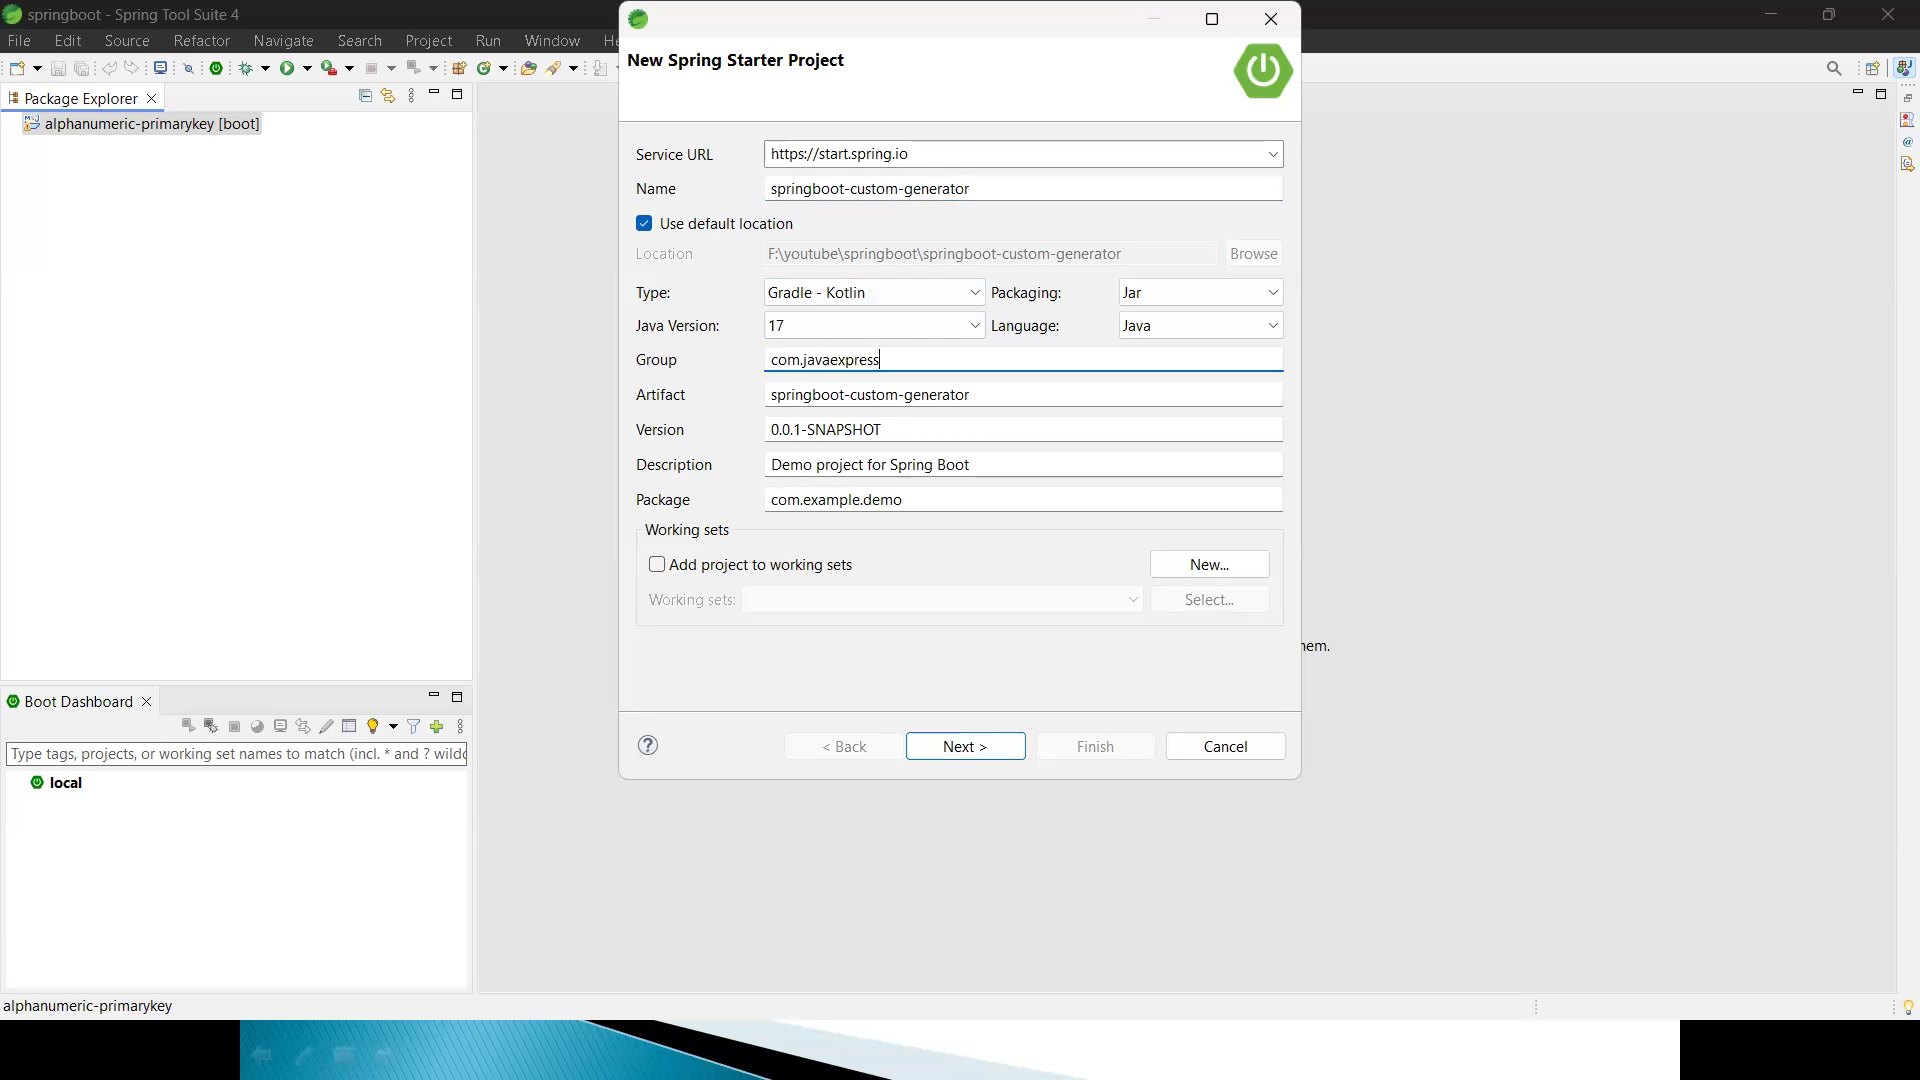 springboot - Spring Tool Suite 4
File Edit Source Refactor Navigate Search Project Run Window
Package Explorer
alphanumeric-primarykey [boot]
New Spring Starter Project
Service URL https://start.spring.io
Name springboot-custom-generator
Use default location
Location F:\youtube\springboot\springboot-custom-generator Browse
Type: Gradle - Kotlin Packaging: Jar
Java Version: 17 Language: Java
Group com.javaexpress
Artifact springboot-custom-generator
Version 0.0.1-SNAPSHOT
Description Demo project for Spring Boot
Package com.example.demo
Working sets
Add project to working sets New...
Working sets: Select...
< Back Next > Finish Cancel
Boot Dashboard
Type tags, projects, or working set names to match (incl. * and ? wildc
local
alphanumeric-primarykey